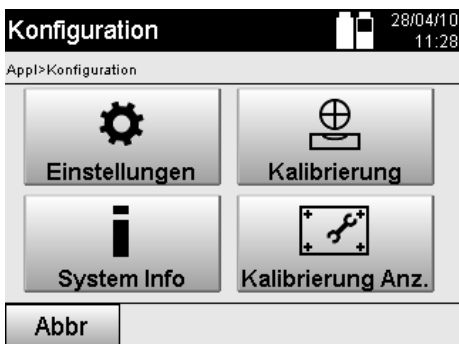 Konfiguration
28/04/10
11:28
Appl>Konfiguration
Einstellungen
Kalibrierung
System Info
Kalibrierung Anz.
Abbr